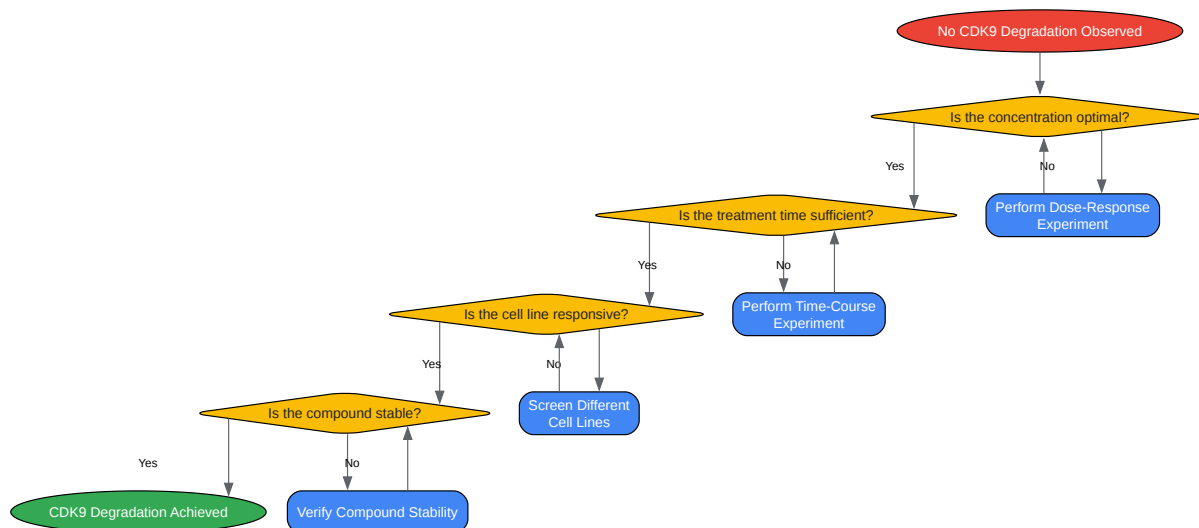 No CDK9 Degradation Observed
Is the concentration optimal?
Yes
No
Perform Dose-Response
Experiment
Is the treatment time sufficient?
Yes
No
Perform Time-Course
Experiment
Is the cell line responsive?
Yes
No
Screen Different
Cell Lines
Is the compound stable?
Yes
No
CDK9 Degradation Achieved
Verify Compound Stability